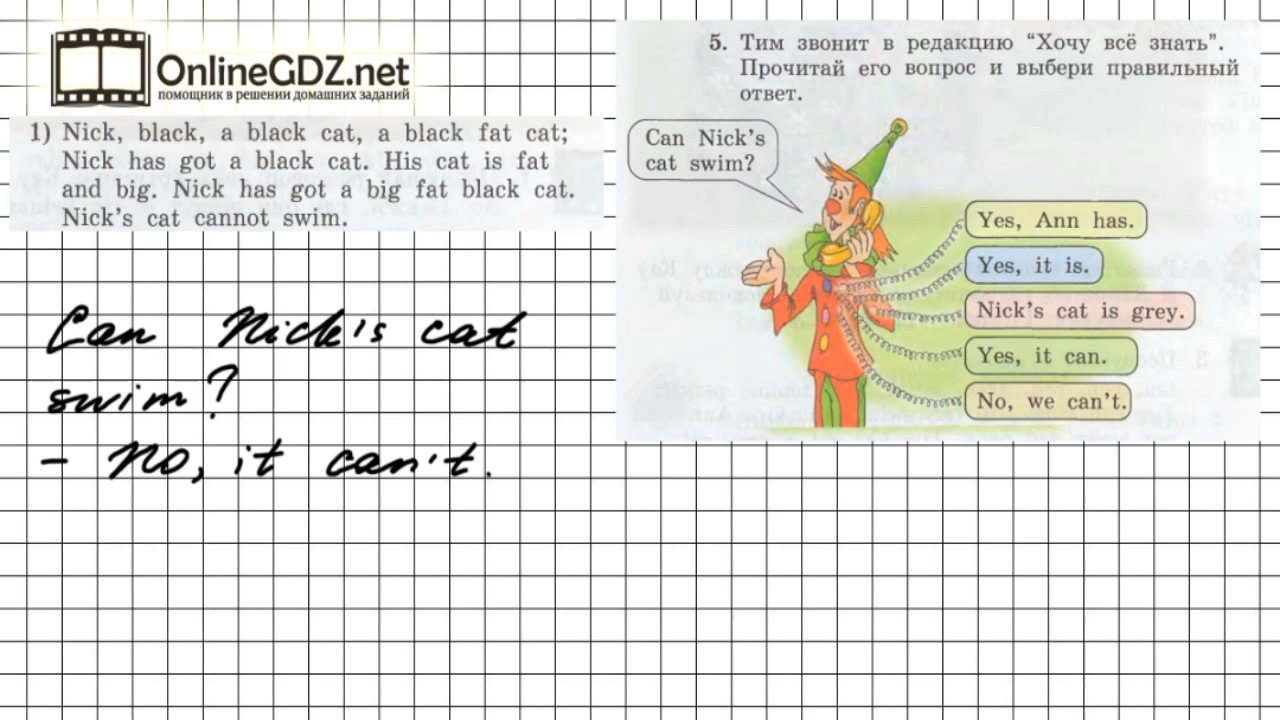 OnlineGDZ.net
помощник в решении домашних заданий
1) Nick, black, a black cat, a black fat cat;
Nick has got a black cat. His cat is fat
and big. Nick has got a big fat black cat.
Nick's cat cannot swim.
Can Nick's cat
swim?
- No, it can't.
5. Тим звонит в редакцию “Хочу всё знать”.
Прочитай его вопрос и выбери правильный
ответ.
Can Nick's
cat swim?
Yes, Ann has.
Yes, it is.
Nick's cat is grey.
Yes, it can.
No, we can't.